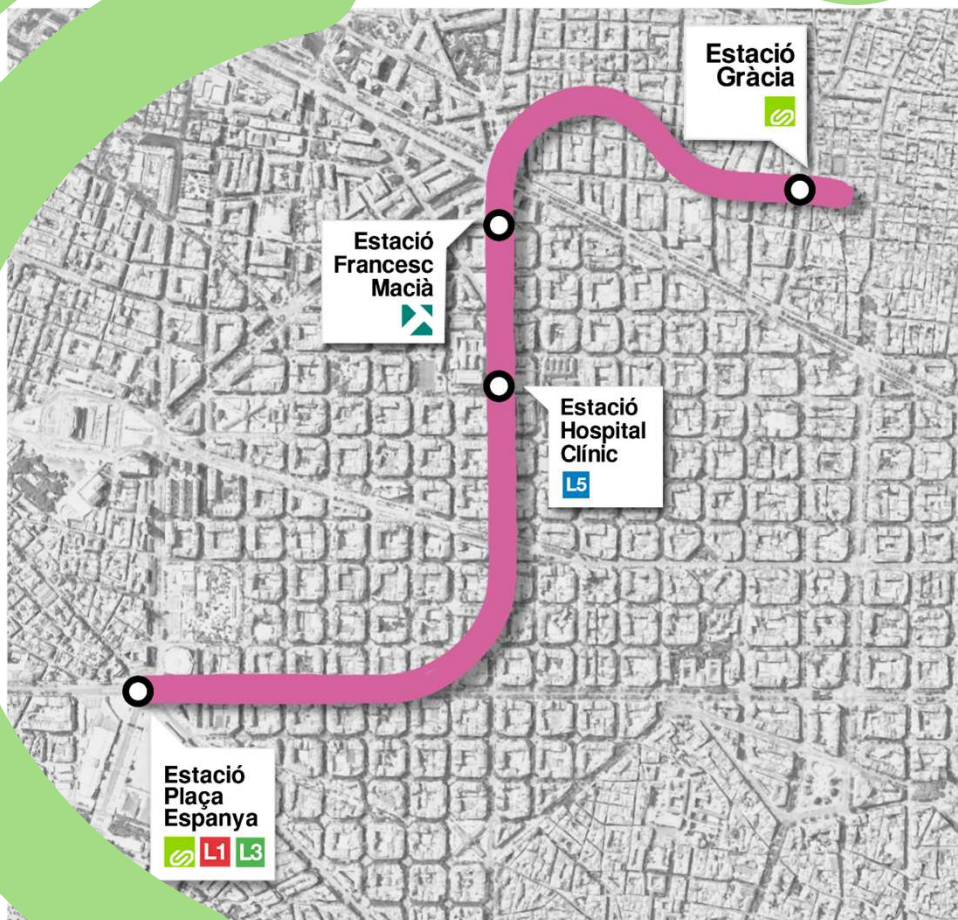 Estació
Gràcia
Estació
Francesc
Macià
Estació
Hospital
Clínic
L5
Estació
Plaça
Espanya
L1 L3